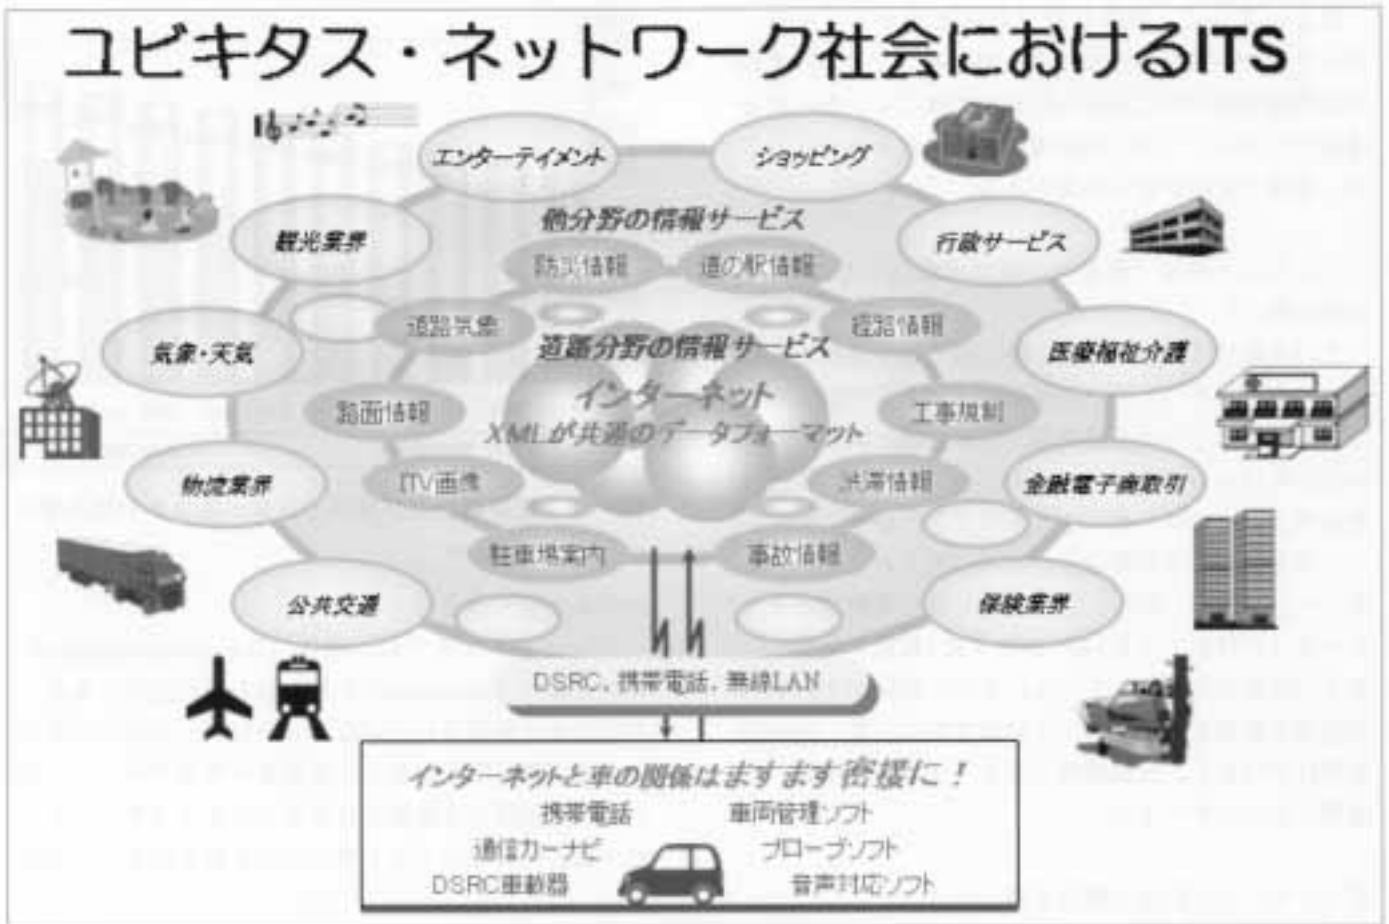 ユビキタス・ネットワーク社会におけるITS
エンターテイメント
ショッピング
観光業界
他分野の情報サービス
行政サービス
防災情報
道の駅情報
道路気象
経路情報
気象・天気
道路分野の情報サービス
医療福祉介護
路面情報
インターネット
工事規制
XMLが共通のデータフォーマット
物流業界
ITV画像
渋滞情報
金融電子商取引
駐車場案内
事故情報
公共交通
保険業界
DSRC、携帯電話、無線LAN
インターネットと車の関係はますます密接に!
携帯電話
車両管理ソフト
通信カーナビ
プローブソフト
DSRC車載器
音声対応ソフト